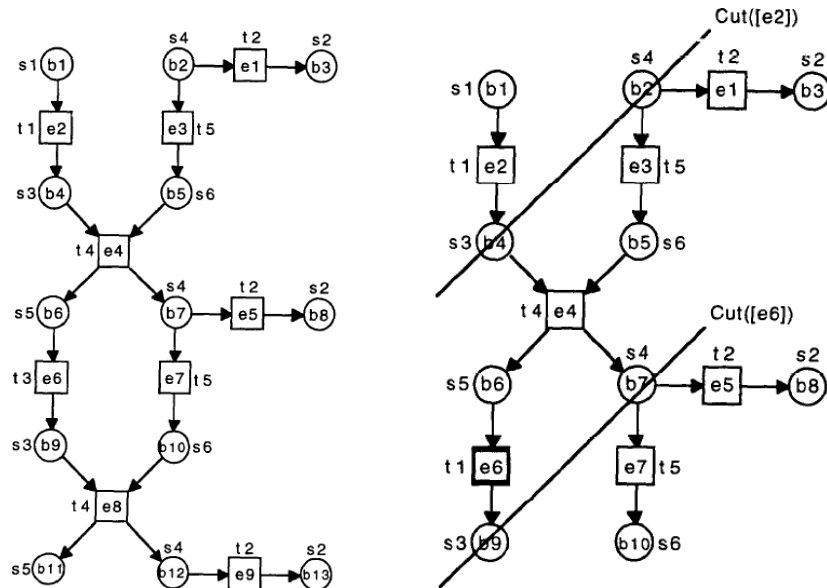 s4 t2 s2
s1 b1 b2 e1 b3
t1 e2 e3 t5
s3 b4 b5 s6
t4 e4
s4 s2
s5 b6 b7 t2 e5 b8
t3 e6 e7 t5
s3 b9 b10 s6
t4 e8
s4 t2 s2
s5 b11 b12 e9 b13
Cut([e2])
s4 t2 s2
s1 b1 b2 e1 b3
t1 e2 e3 t5
s3 b4 b5 s6
t4 e4
Cut([e6])
s4 t2 s2
s5 b6 b7 e5 b8
t1 e6 e7 t5
s3 b9 b10 s6